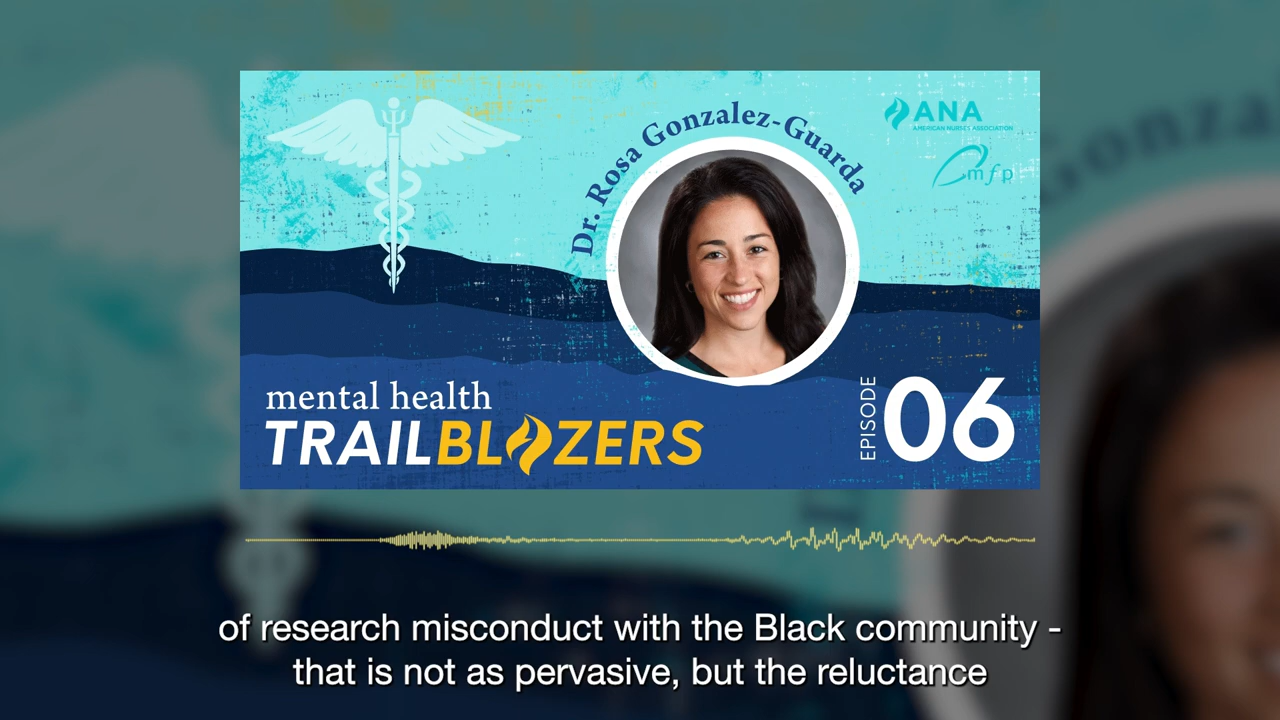 Dr. Rosa Gonzalez-Guarda
ANA
AMERICAN NURSES ASSOCIATION
mfp
mental health
TRAILBLAZERS
EPISODE 06
of research misconduct with the Black community -
that is not as pervasive, but the reluctance